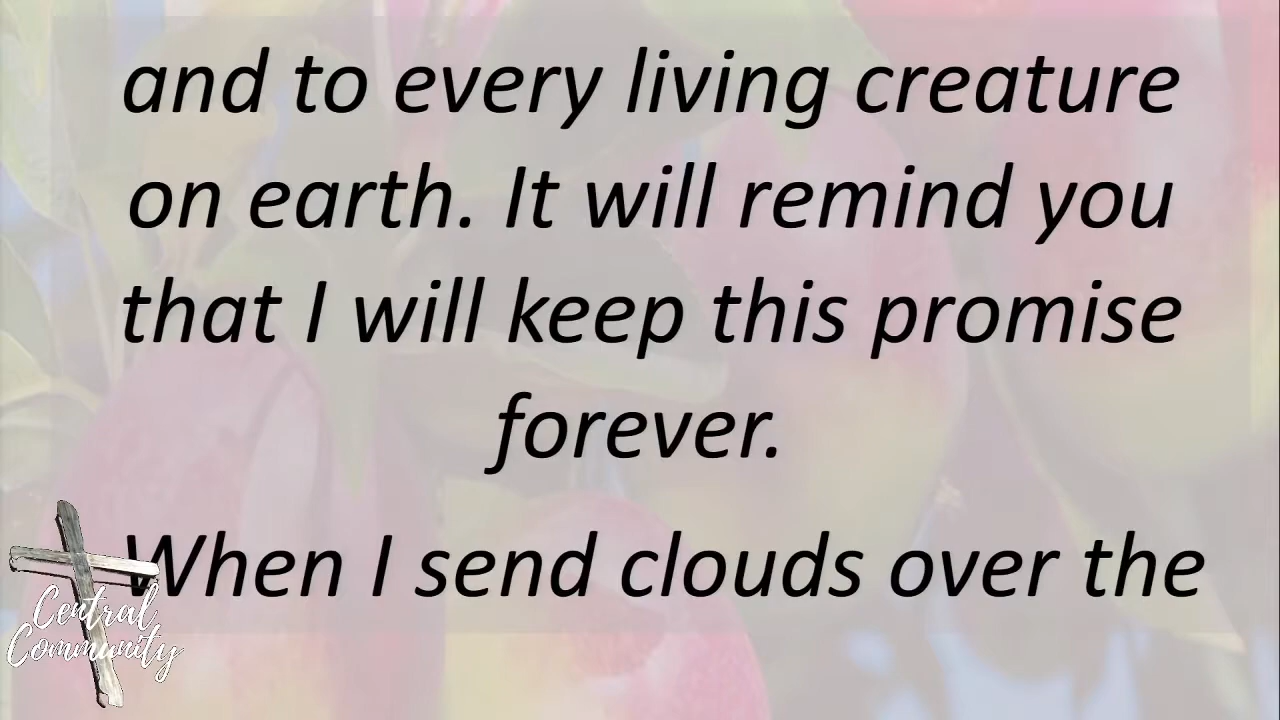 and to every living creature
on earth. It will remind you
that I will keep this promise
forever.
When I send clouds over the
Central
Community